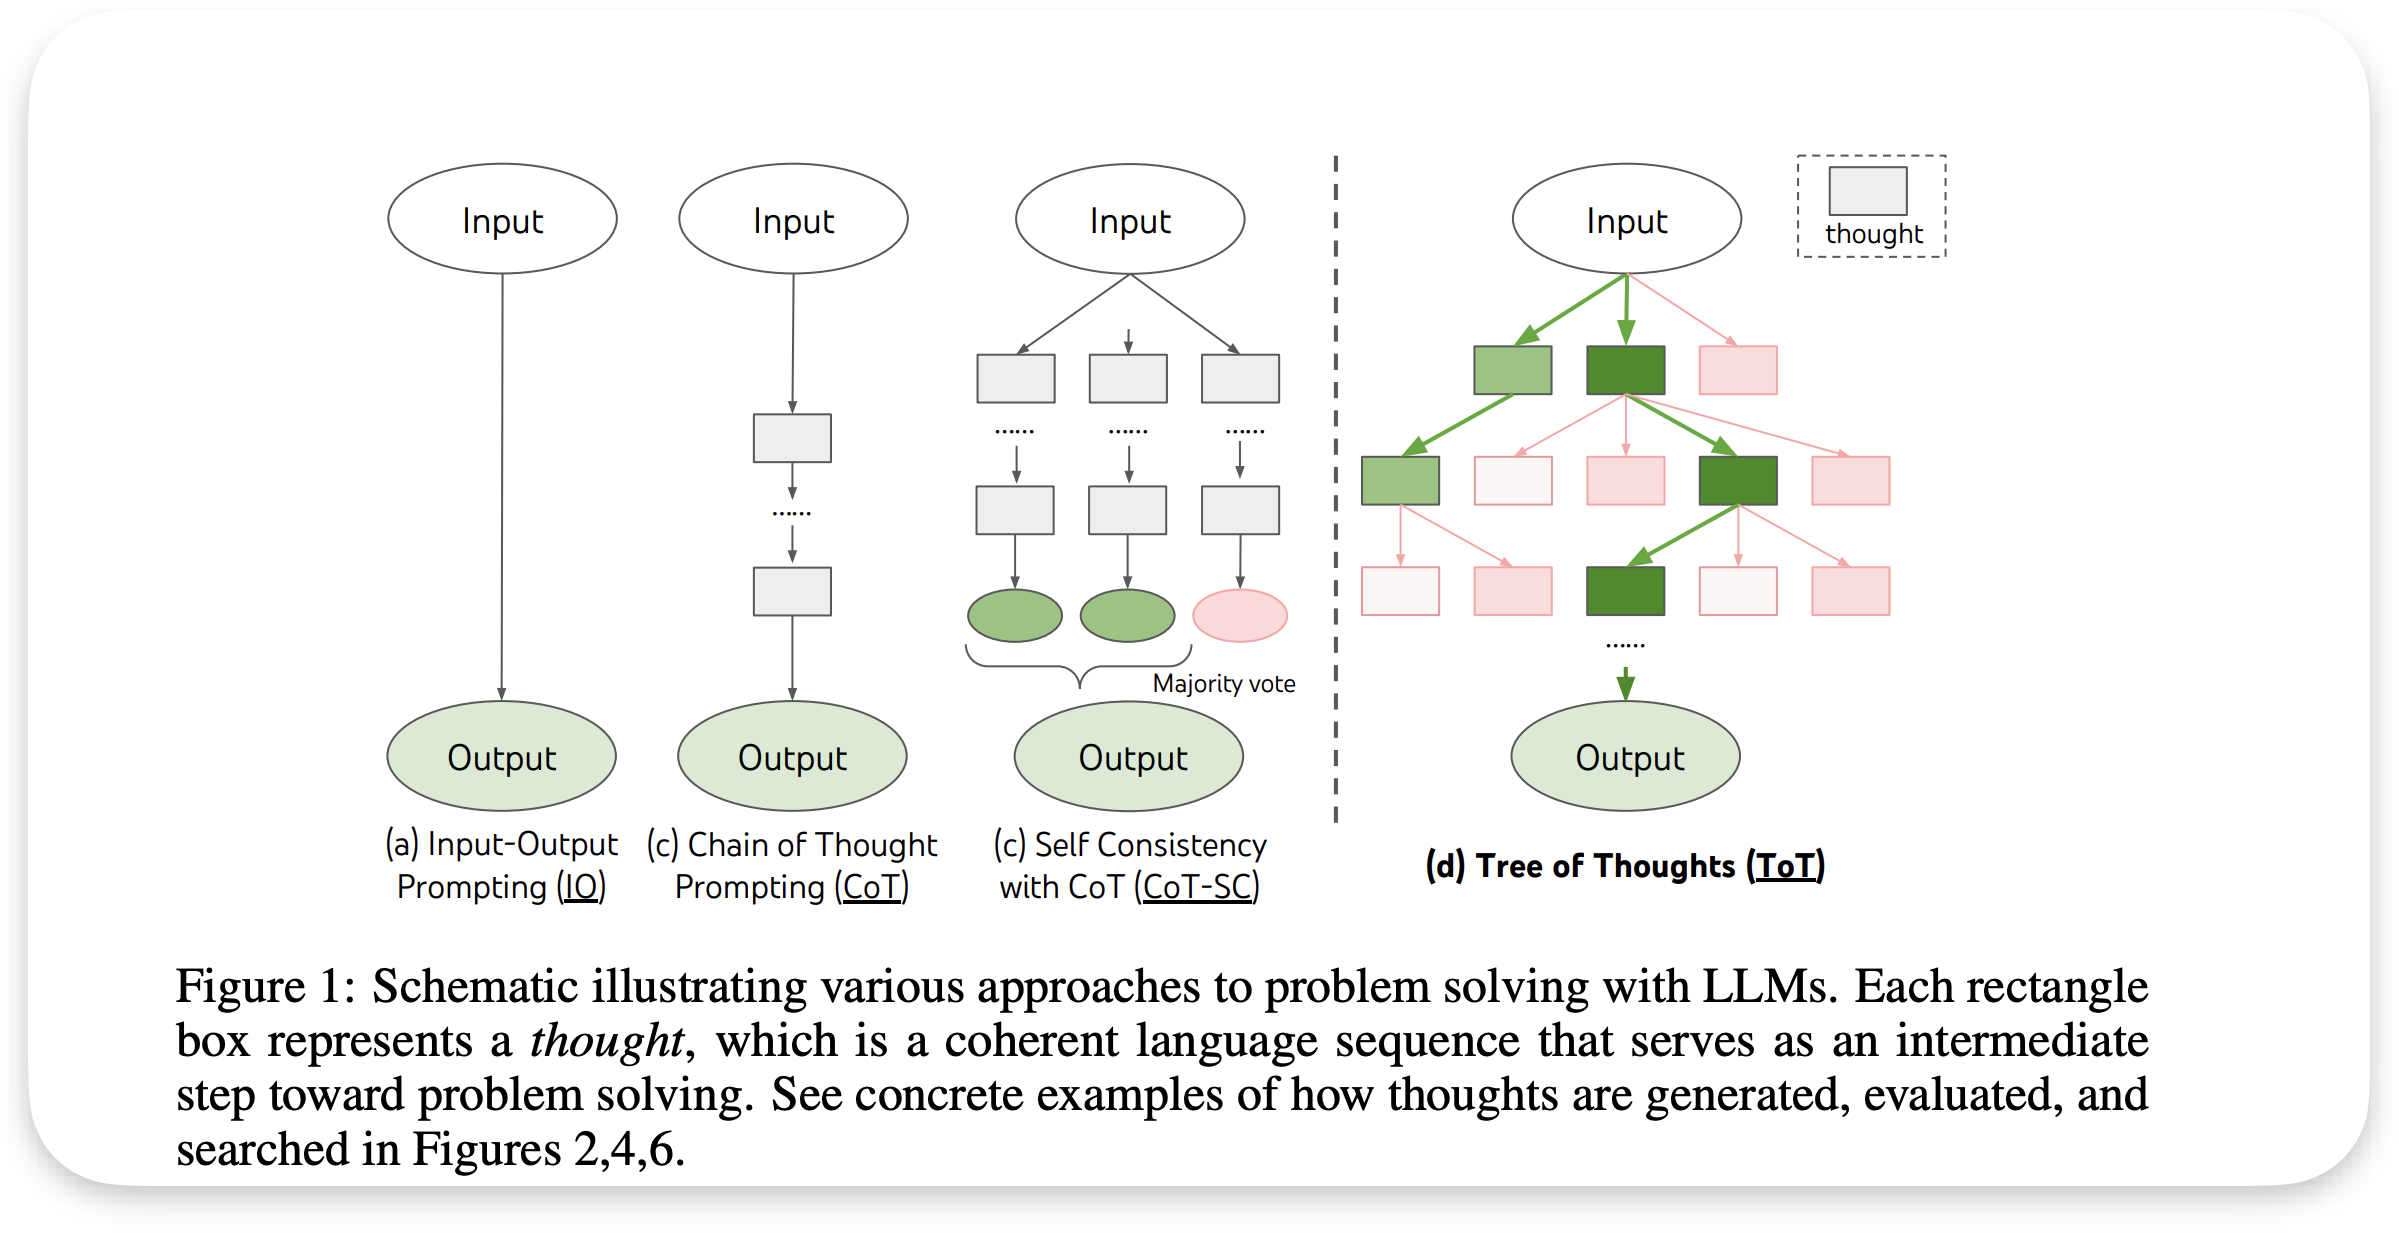 Input
Input
Input
Input
thought
......
......
......
......
......
Majority vote
Output
Output
Output
Output
(a) Input-Output
Prompting (IO)
(c) Chain of Thought
Prompting (CoT)
(c) Self Consistency
with CoT (CoT-SC)
(d) Tree of Thoughts (ToT)
Figure 1: Schematic illustrating various approaches to problem solving with LLMs. Each rectangle
box represents a thought, which is a coherent language sequence that serves as an intermediate
step toward problem solving. See concrete examples of how thoughts are generated, evaluated, and
searched in Figures 2,4,6.